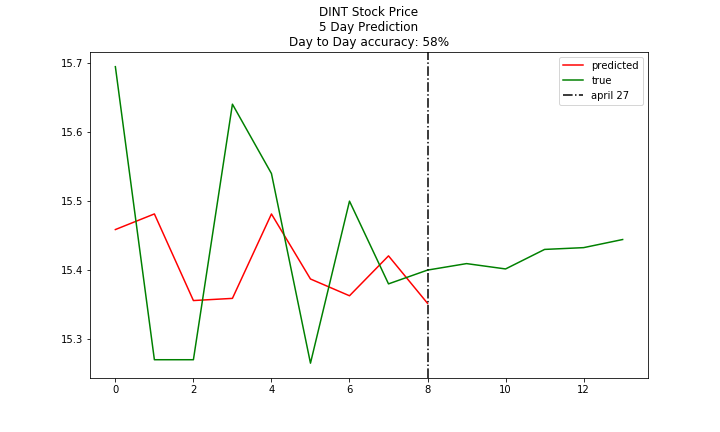 DINT Stock Price
5 Day Prediction
Day to Day accuracy: 58%
predicted
true
april 27
15.7
15.6
15.5
15.4
15.3
0 2 4 6 8 10 12